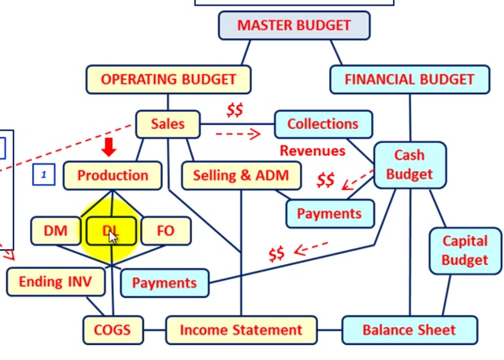 MASTER BUDGET
OPERATING BUDGET
FINANCIAL BUDGET
$$
Sales
Collections
Revenues
1
Production
Selling & ADM
$$
Cash
Budget
Payments
DM
DL
FO
$$
Capital
Budget
Ending INV
Payments
COGS
Income Statement
Balance Sheet